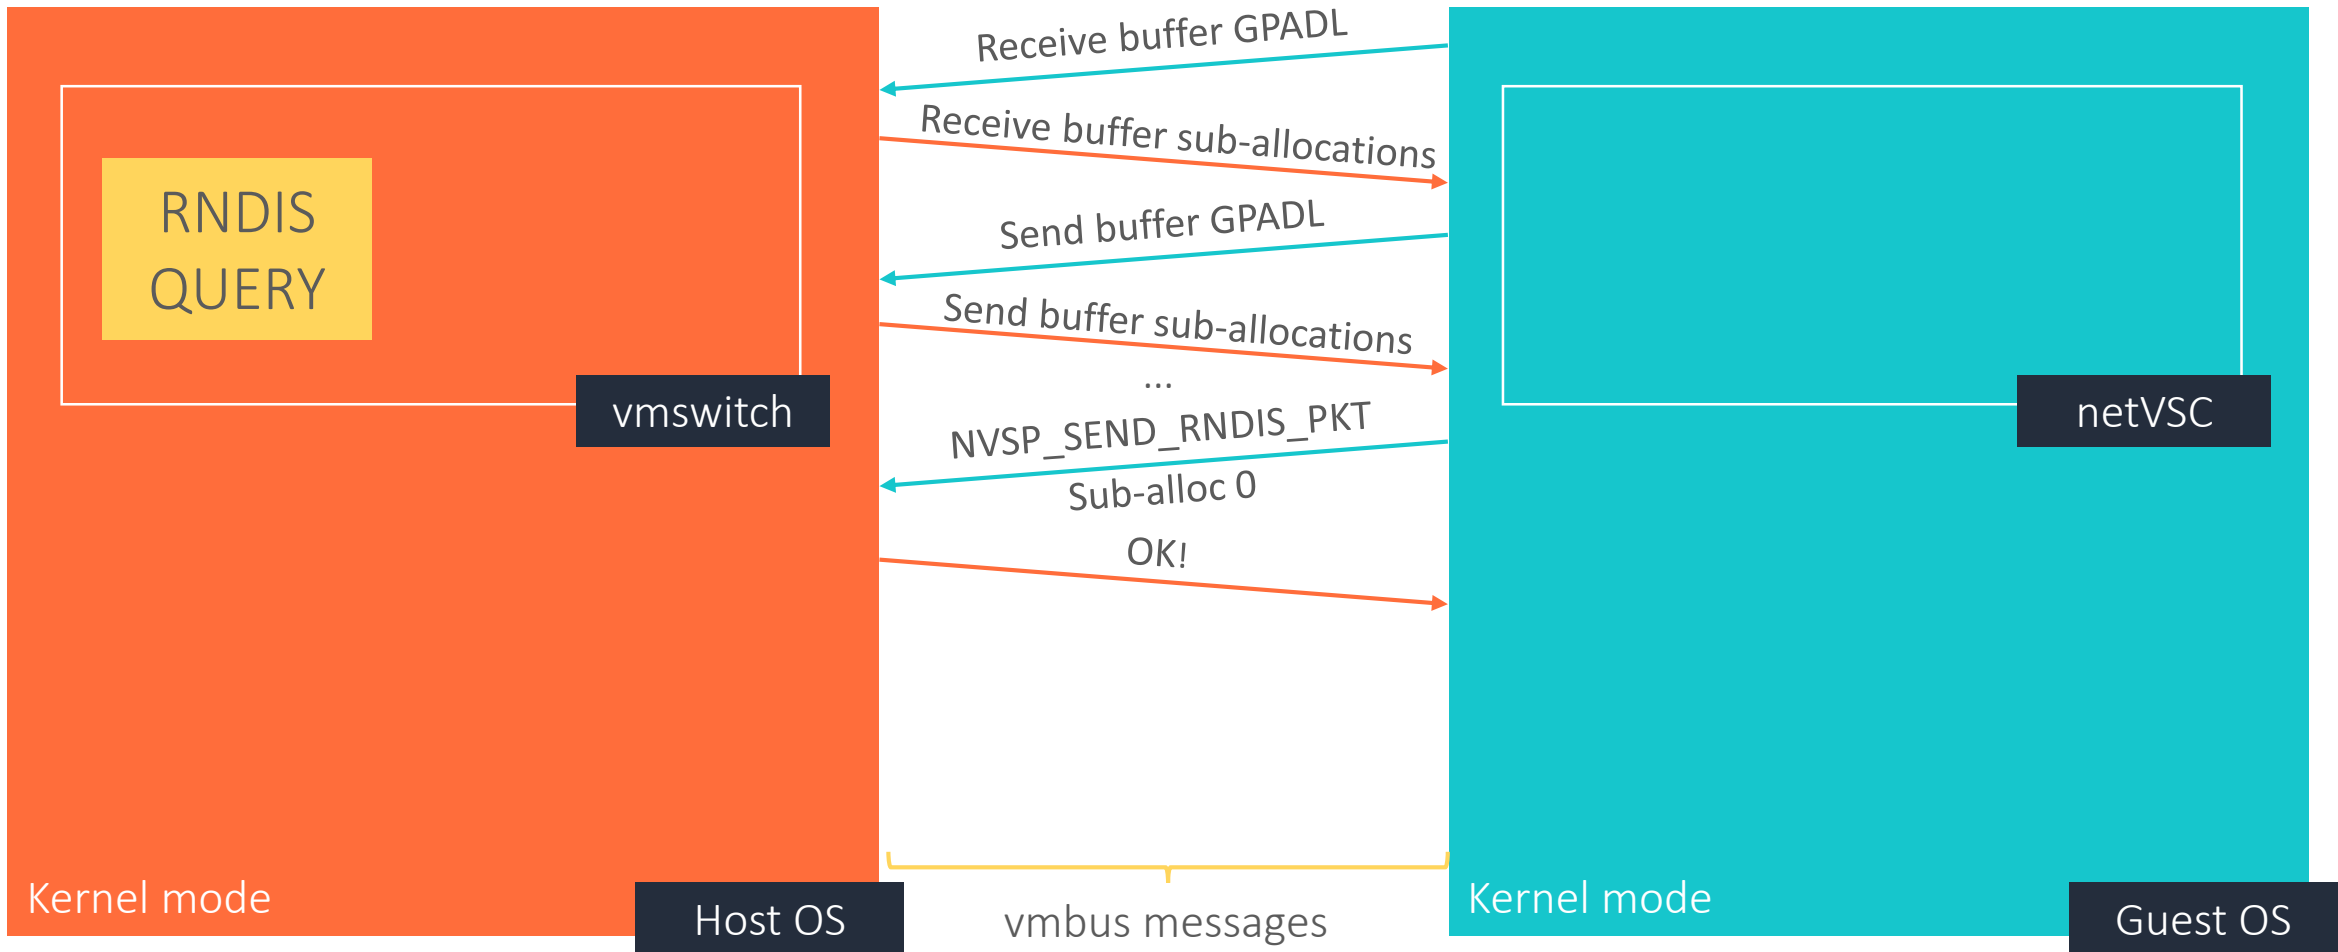 Receive buffer GPADL
Receive buffer sub-allocations
RNDIS
QUERY
Send buffer GPADL
Send buffer sub-allocations
...
vmswitch
netVSC
NVSP_SEND_RNDIS_PKT
Sub-alloc 0
OK!
Kernel mode
Host OS
vmbus messages
Kernel mode
Guest OS